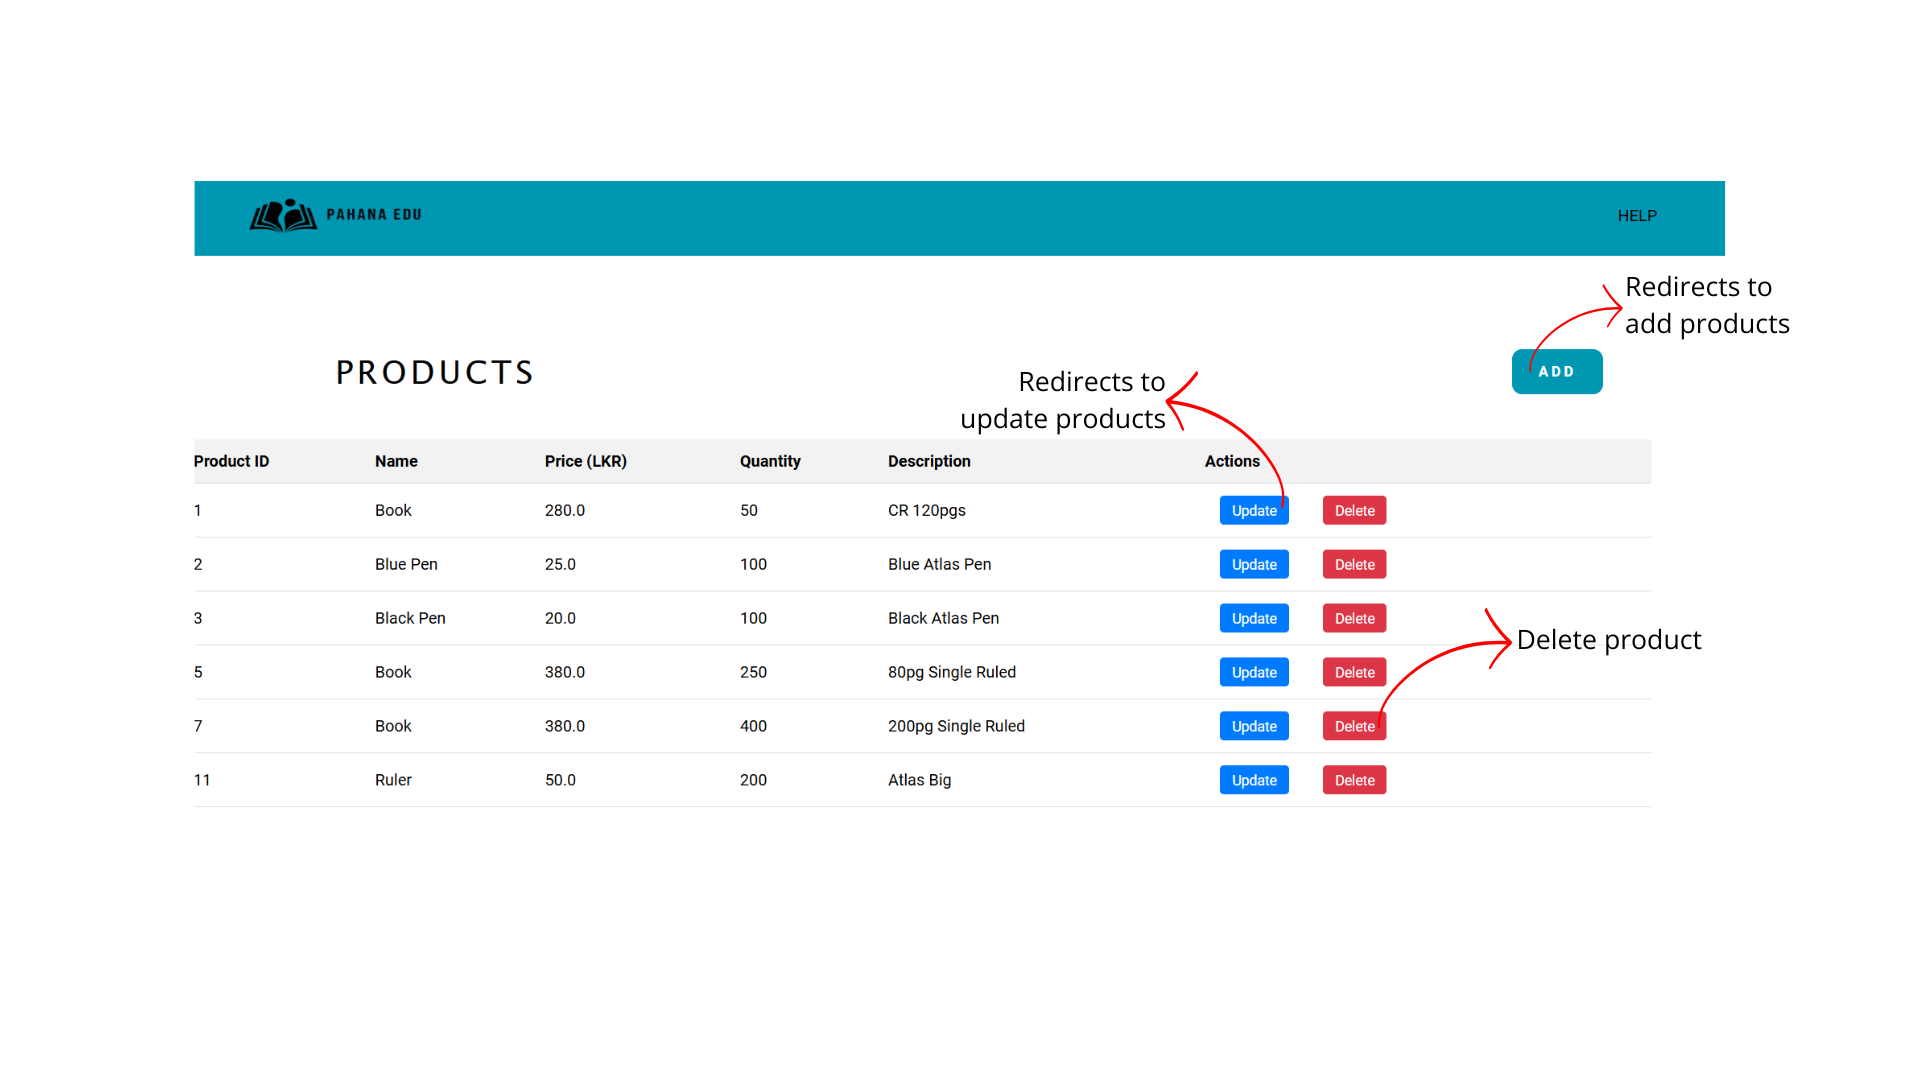 PAHANA EDU
HELP
Redirects to
add products
PRODUCTS
ADD
Redirects to
update products
Product ID Name Price (LKR) Quantity Description Actions
1 Book 280.0 50 CR 120pgs Update Delete
2 Blue Pen 25.0 100 Blue Atlas Pen Update Delete
3 Black Pen 20.0 100 Black Atlas Pen Update Delete
Delete product
5 Book 380.0 250 80pg Single Ruled Update Delete
7 Book 380.0 400 200pg Single Ruled Update Delete
11 Ruler 50.0 200 Atlas Big Update Delete